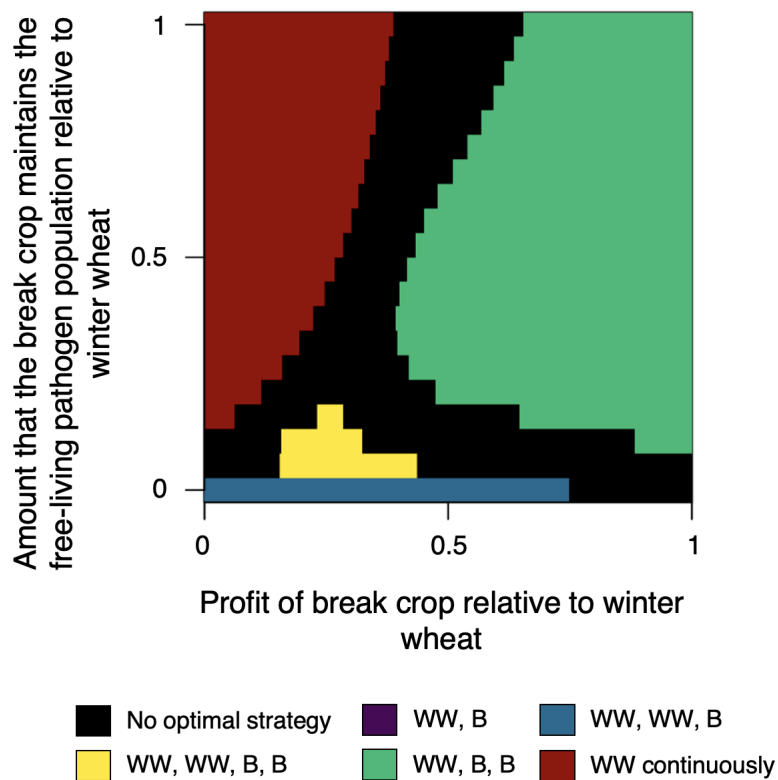 Amount that the break crop maintains the
free-living pathogen population relative to
winter wheat
1
0.5
0
0
0.5
1
Profit of break crop relative to winter
wheat
No optimal strategy
WW, B
WW, WW, B
WW, WW, B, B
WW, B, B
WW continuously